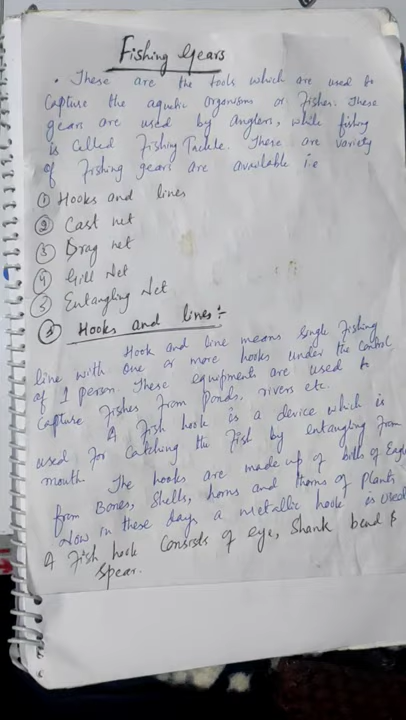 Fishing Gears
• These are the tools which are used to
Capture the aquatic organisms or Fishes. These
gears are used by anglers, while fishing
is Called Fishing Tackle. There are variety
of Fishing gears are available i.e
① Hooks and lines
② Cast net
③ Drag net
④ Gill Net
⑤ Entangling Net
Hooks and lines:-
Hook and line means Single Fishing
line with one or more hooks under the Control
of 1 person. These equipments are used to
Capture Fishes From ponds, rivers etc.
A Fish hook is a device which is
used For Catching the Fish by entangling From
mouth
The hooks are made up of bills of Eagle
From Bones, Shells, horns and thorns of Plants
Now in these days a metallic hook is used
A Fish hook Consists of eye, Shank bend &
Spear.